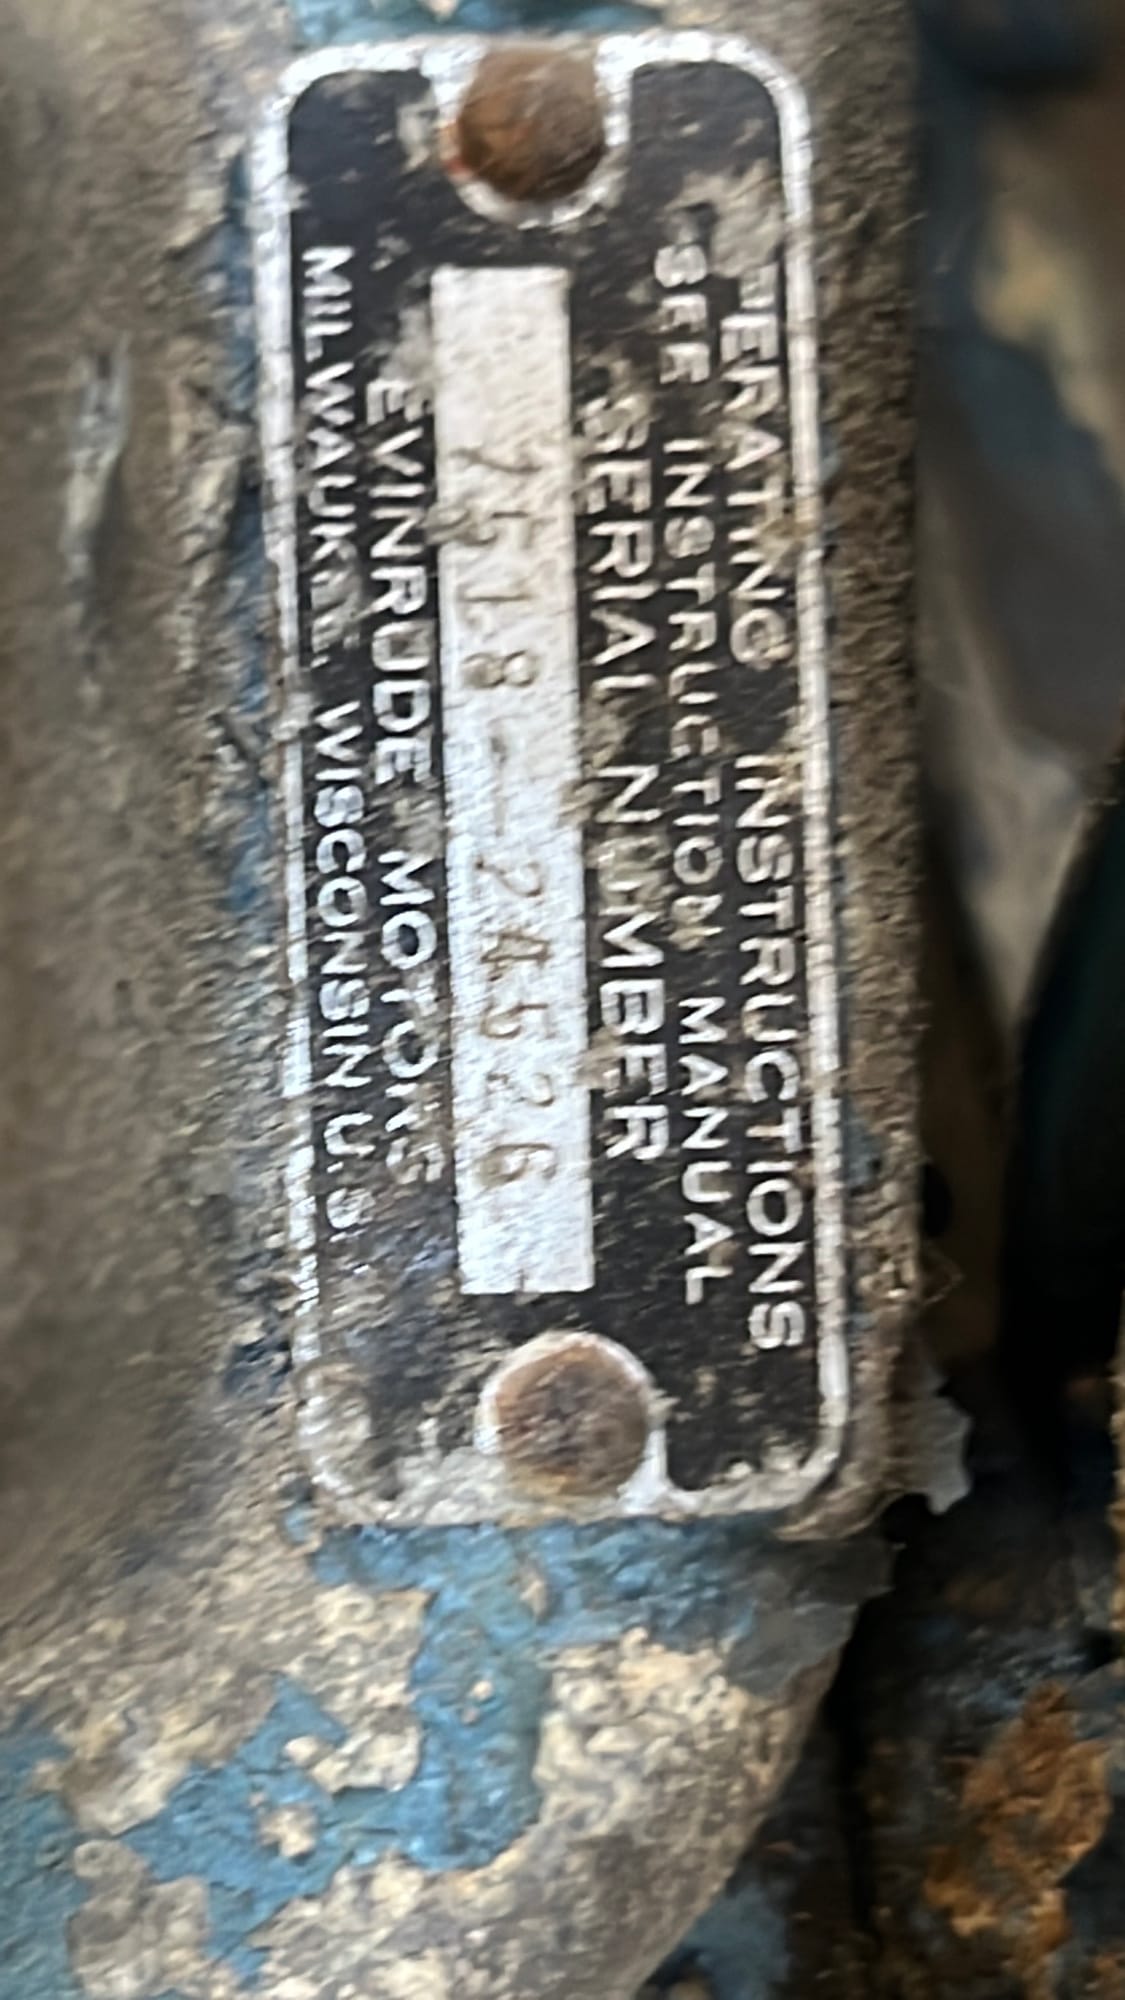 OPERATING INSTRUCTIONS
SEE INSTRUCTION MANUAL
SERIAL NUMBER
7518-24526
EVINRUDE MOTORS
MILWAUKEE, WISCONSIN U.S.